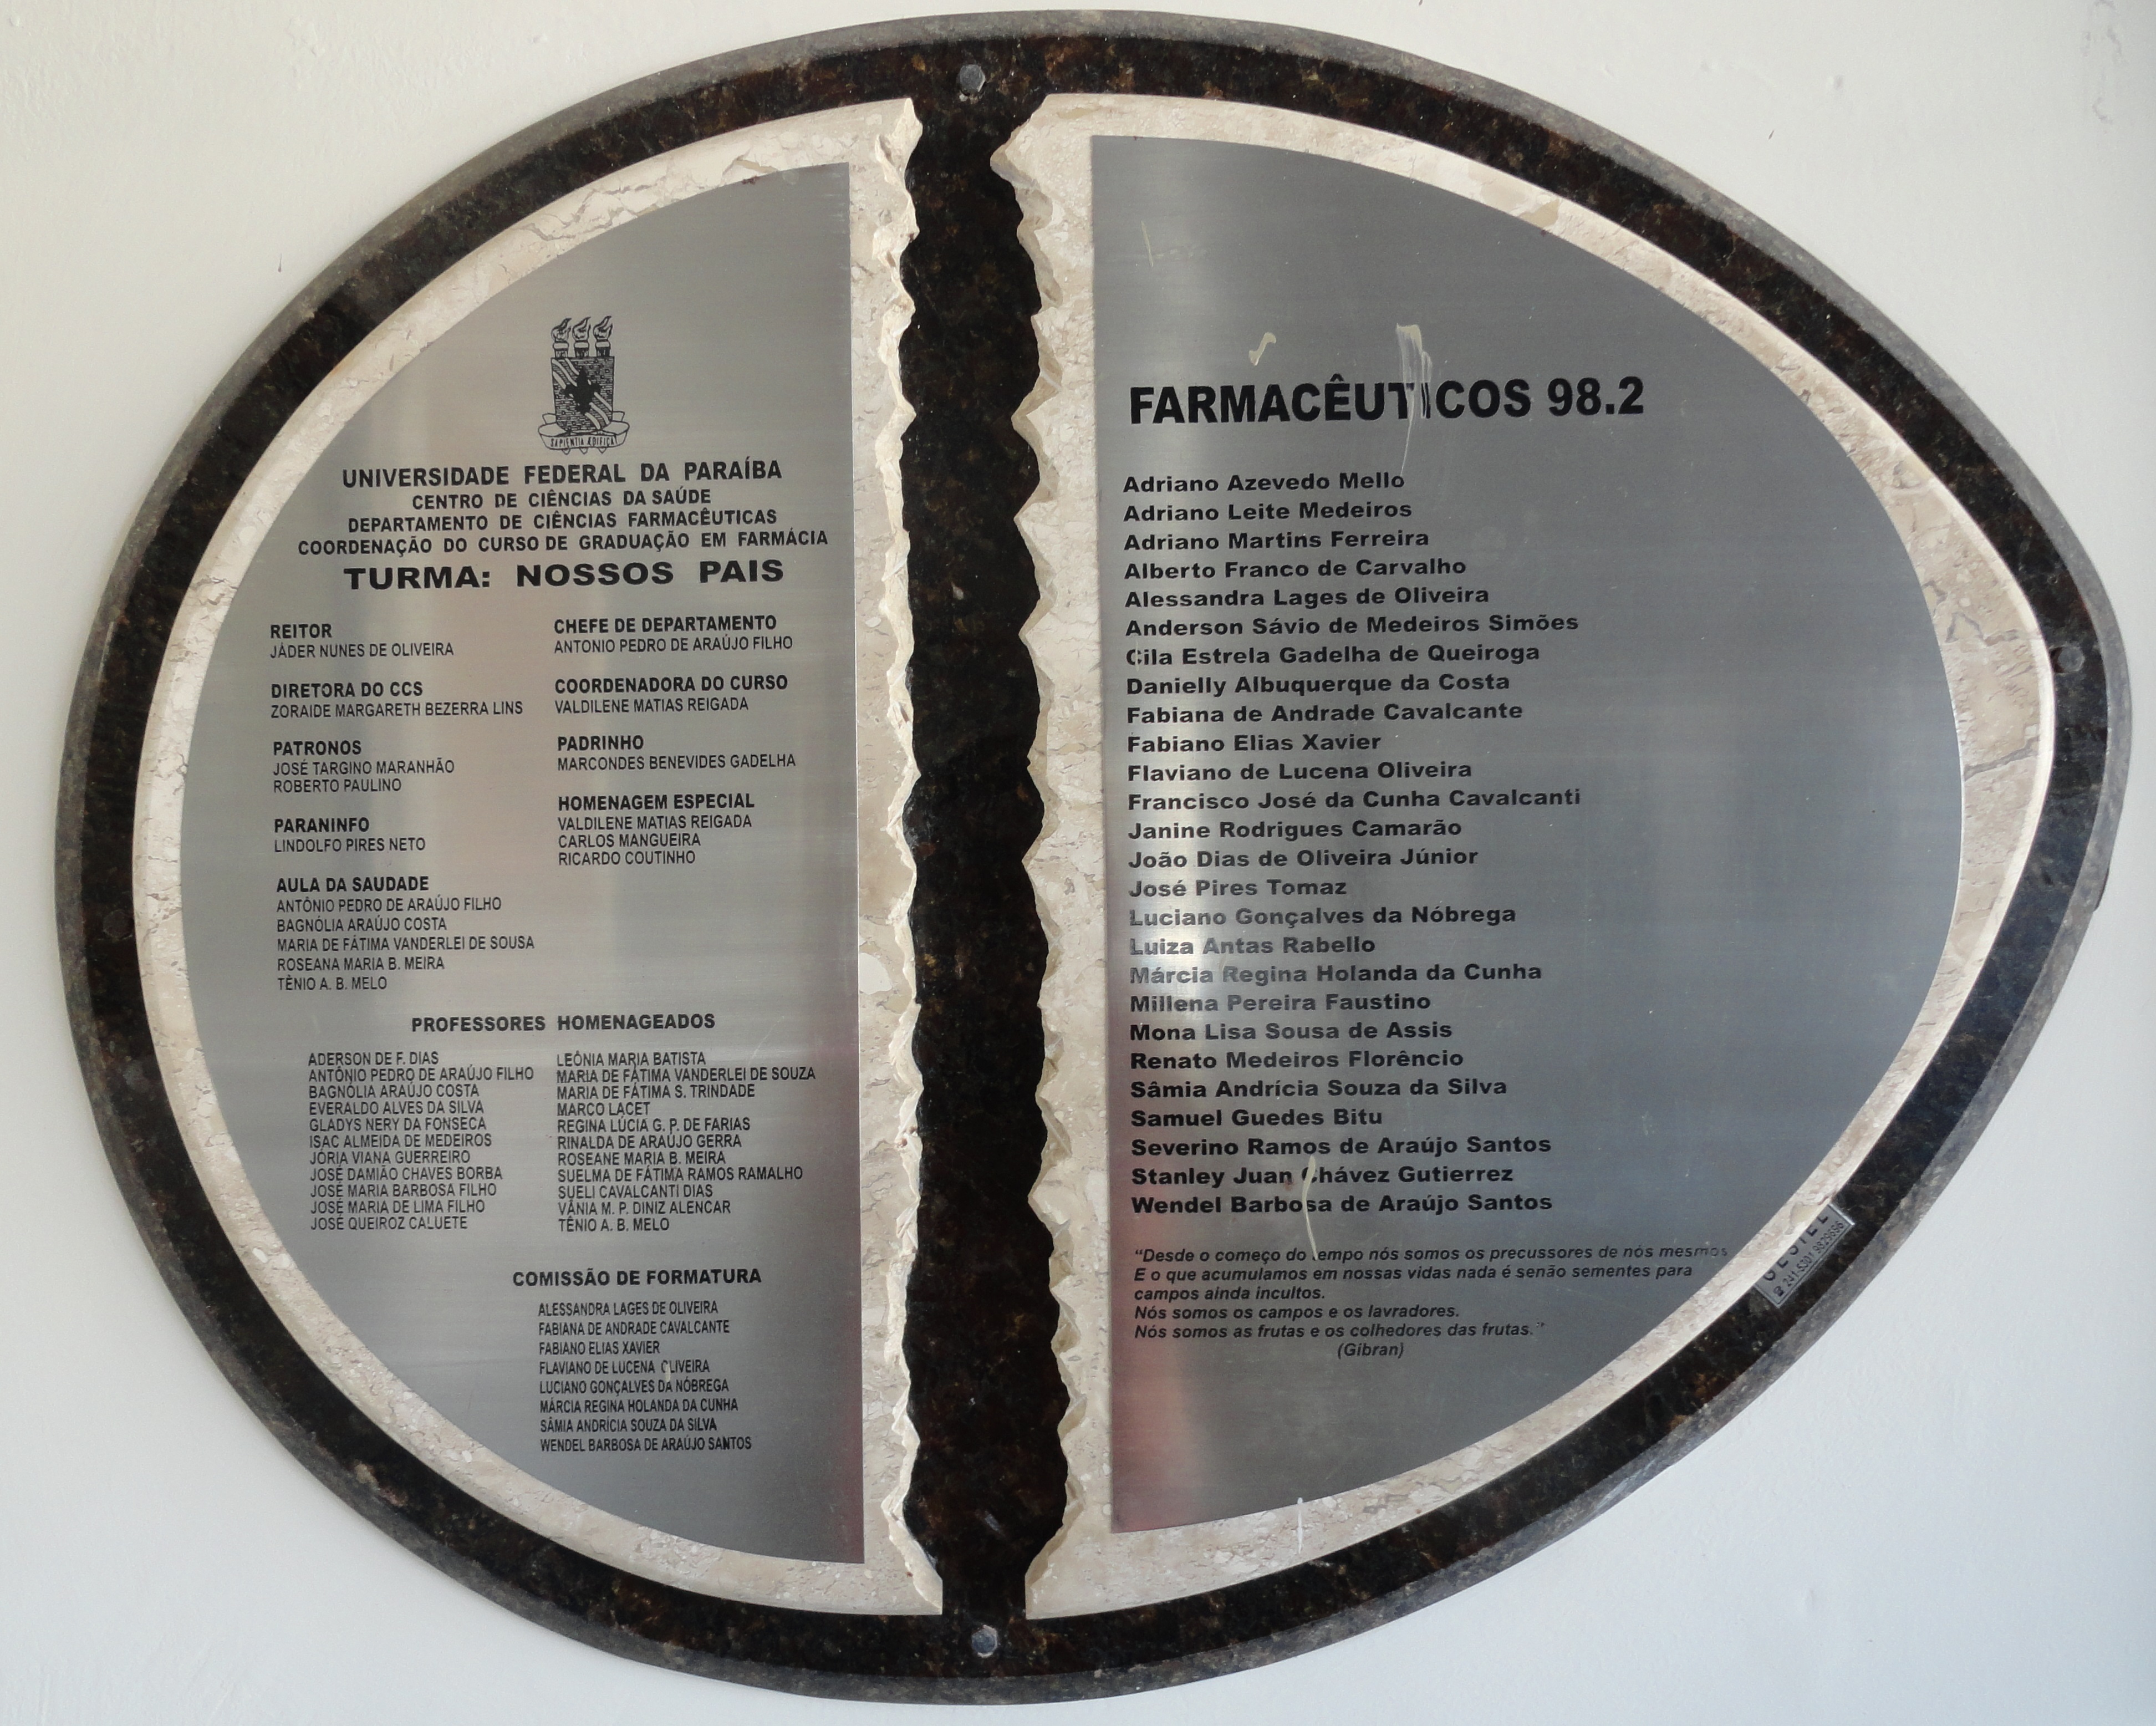 SAPIENTIA ÆDIFICAT
UNIVERSIDADE FEDERAL DA PARAÍBA
CENTRO DE CIÊNCIAS DA SAÚDE
DEPARTAMENTO DE CIÊNCIAS FARMACÊUTICAS
COORDENAÇÃO DO CURSO DE GRADUAÇÃO EM FARMÁCIA
TURMA: NOSSOS PAIS
REITOR
JÁDER NUNES DE OLIVEIRA
DIRETORA DO CCS
ZORAIDE MARGARETH BEZERRA LINS
PATRONOS
JOSÉ TARGINO MARANHÃO
ROBERTO PAULINO
PARANINFO
LINDOLFO PIRES NETO
AULA DA SAUDADE
ANTÔNIO PEDRO DE ARAÚJO FILHO
BAGNÓLIA ARAÚJO COSTA
MARIA DE FÁTIMA VANDERLEI DE SOUSA
ROSEANA MARIA B. MEIRA
TÊNIO A. B. MELO
CHEFE DE DEPARTAMENTO
ANTONIO PEDRO DE ARAÚJO FILHO
COORDENADORA DO CURSO
VALDILENE MATIAS REIGADA
PADRINHO
MARCONDES BENEVIDES GADELHA
HOMENAGEM ESPECIAL
VALDILENE MATIAS REIGADA
CARLOS MANGUEIRA
RICARDO COUTINHO
PROFESSORES HOMENAGEADOS
ADERSON DE F. DIAS
ANTÔNIO PEDRO DE ARAÚJO FILHO
BAGNÓLIA ARAÚJO COSTA
EVERALDO ALVES DA SILVA
GLADYS NERY DA FONSECA
ISAC ALMEIDA DE MEDEIROS
JÓRIA VIANA GUERREIRO
JOSÉ DAMIÃO CHAVES BORBA
JOSÉ MARIA BARBOSA FILHO
JOSÉ MARIA DE LIMA FILHO
JOSÉ QUEIROZ CALUETE
LEÔNIA MARIA BATISTA
MARIA DE FÁTIMA VANDERLEI DE SOUZA
MARIA DE FÁTIMA S. TRINDADE
MARCO LACET
REGINA LÚCIA G. P. DE FARIAS
RINALDA DE ARAÚJO GERRA
ROSEANE MARIA B. MEIRA
SUELMA DE FÁTIMA RAMOS RAMALHO
SUELI CAVALCANTI DIAS
VÂNIA M. P. DINIZ ALENCAR
TÊNIO A. B. MELO
COMISSÃO DE FORMATURA
ALESSANDRA LAGES DE OLIVEIRA
FABIANA DE ANDRADE CAVALCANTE
FABIANO ELIAS XAVIER
FLAVIANO DE LUCENA OLIVEIRA
LUCIANO GONÇALVES DA NÓBREGA
MÁRCIA REGINA HOLANDA DA CUNHA
SÂMIA ANDRÍCIA SOUZA DA SILVA
WENDEL BARBOSA DE ARAÚJO SANTOS
FARMACÊUTICOS 98.2
Adriano Azevedo Mello
Adriano Leite Medeiros
Adriano Martins Ferreira
Alberto Franco de Carvalho
Alessandra Lages de Oliveira
Anderson Sávio de Medeiros Simões
Cila Estrela Gadelha de Queiroga
Danielly Albuquerque da Costa
Fabiana de Andrade Cavalcante
Fabiano Elias Xavier
Flaviano de Lucena Oliveira
Francisco José da Cunha Cavalcanti
Janine Rodrigues Camarão
João Dias de Oliveira Júnior
José Pires Tomaz
Luciano Gonçalves da Nóbrega
Luiza Antas Rabello
Márcia Regina Holanda da Cunha
Millena Pereira Faustino
Mona Lisa Sousa de Assis
Renato Medeiros Florêncio
Sâmia Andrícia Souza da Silva
Samuel Guedes Bitu
Severino Ramos de Araújo Santos
Stanley Juan Chávez Gutierrez
Wendel Barbosa de Araújo Santos
“Desde o começo do tempo nós somos os precussores de nós mesmos
E o que acumulamos em nossas vidas nada é senão sementes para
campos ainda incultos.
Nós somos os campos e os lavradores.
Nós somos as frutas e os colhedores das frutas.”
(Gibran)